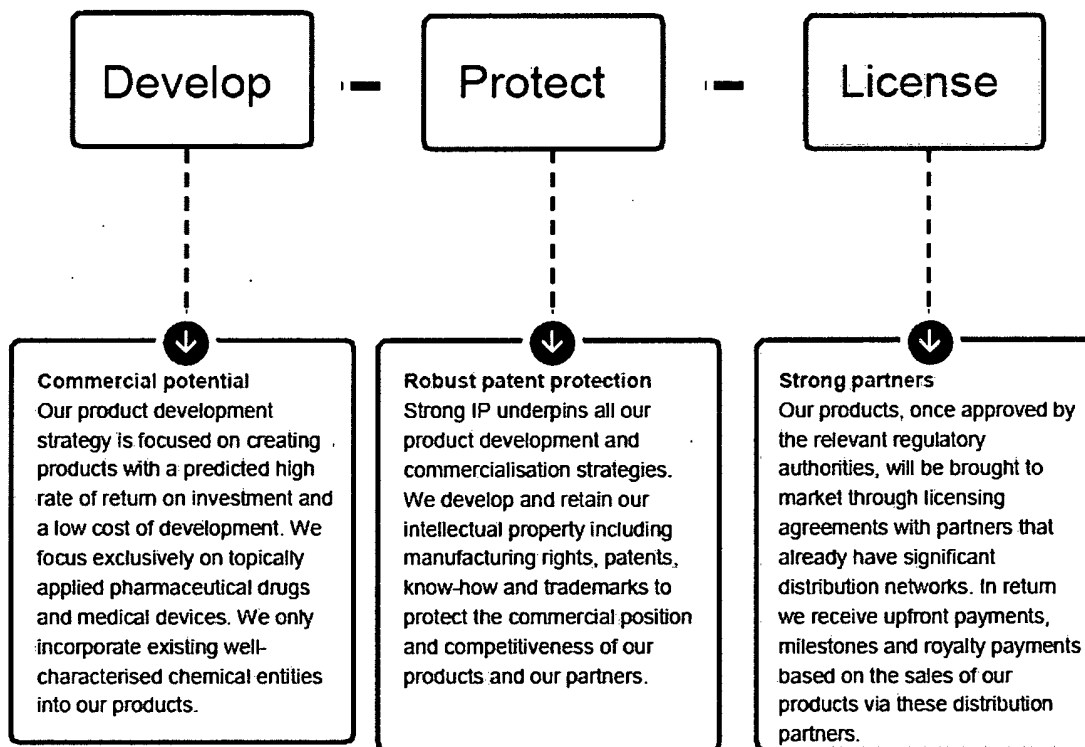 Develop
Protect
License
Commercial potential
Our product development
strategy is focused on creating
products with a predicted high
rate of return on investment and
a low cost of development. We
focus exclusively on topically
applied pharmaceutical drugs
and medical devices. We only
incorporate existing well-
characterised chemical entities
into our products.
Robust patent protection
Strong IP underpins all our
product development and
commercialisation strategies.
We develop and retain our
intellectual property including
manufacturing rights, patents,
know-how and trademarks to
protect the commercial position
and competitiveness of our
products and our partners.
Strong partners
Our products, once approved by
the relevant regulatory
authorities, will be brought to
market through licensing
agreements with partners that
already have significant
distribution networks. In return
we receive upfront payments,
milestones and royalty payments
based on the sales of our
products via these distribution
partners.